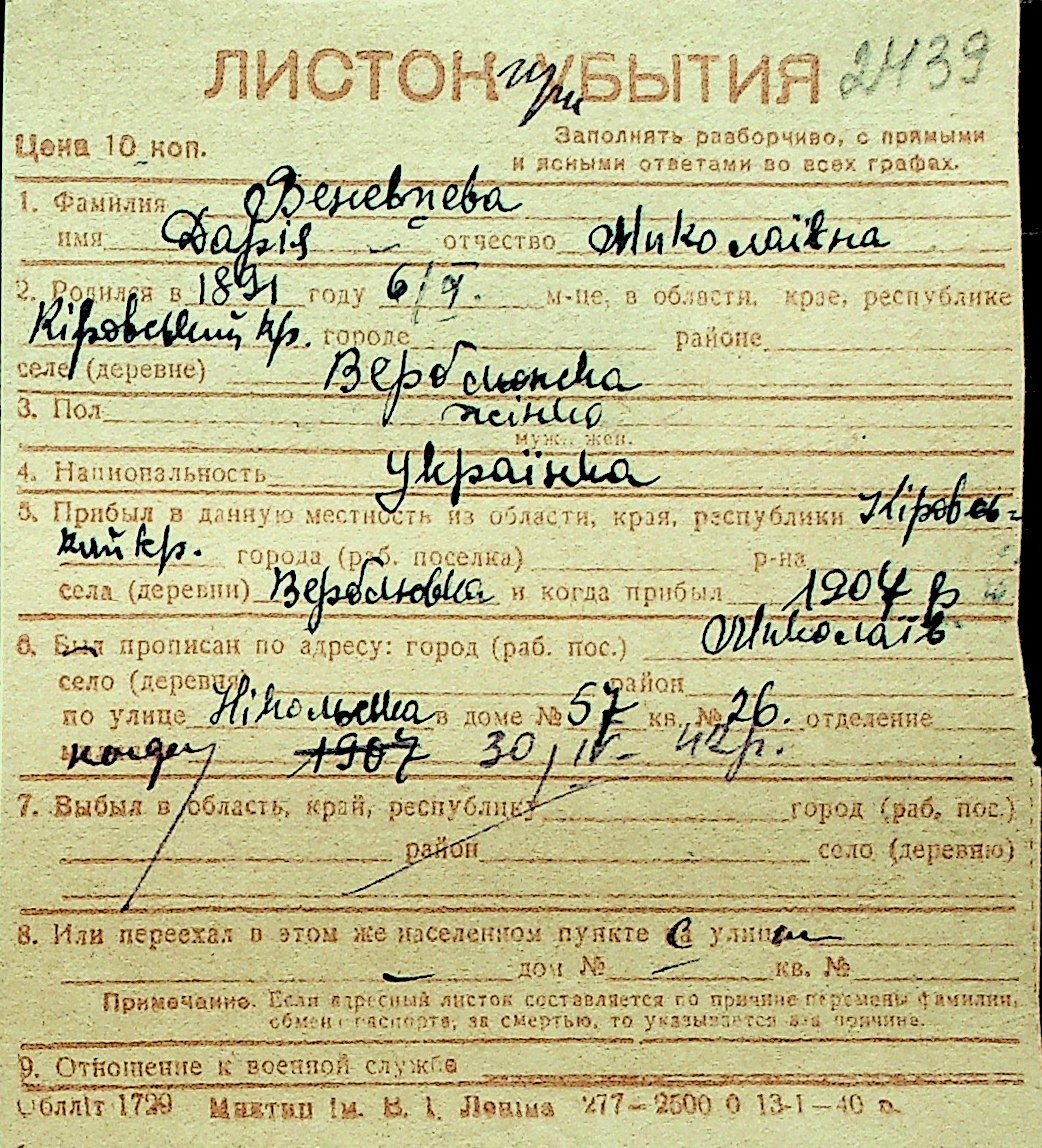 ЛИСТОК при УБЫТИЯ 2439
Цена 10 коп. Заполнять разборчиво, с прямыми
и ясными ответами во всех графах.
1. Фамилия Веневцева
имя Дарія отчество Миколаївна
2. Родился в 1891 году 6/V. м-це, в области, крае, республике
Кіровський кр. городе районе
селе (деревне) Верблюжка
3. Пол жінко
муж. жен.
4. Национальность Українка
5. Прибыл в данную местность из области, края, республики Кіровсь-
кий кр. города (раб. поселка) р-на
села (деревни) Верблювка и когда прибыл 1907 р
6. Был прописан по адресу: город (раб. пос.) Миколаїв
село (деревня) район
по улице Нікольська в доме № 57 кв. № 26. отделение
когда 1907 30/IV- 42р.
7. Выбыл в область, край, республику город (раб. пос.)
район село (деревню)
8. Или переехал в этом же населенном пункте с улицы
дом № кв. №
Примечание. Если адресный листок составляется по причине перемены фамилии,
обмен паспорта, за смертью, то указывается эта причина.
9. Отношение к военной службе
Облліт 1729 Мактип ім. В. І. Леніна 277—2500 0 13-1—40 р.